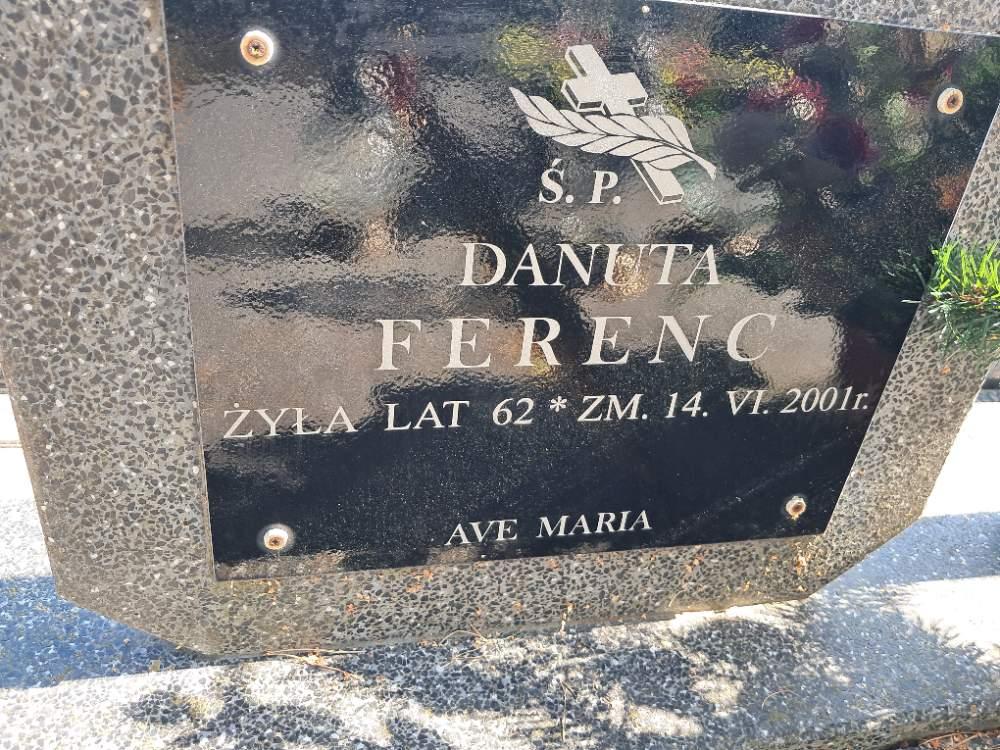 Ś. P.
DANUTA
FERENC
ŻYŁA LAT 62 * ZM. 14. VI. 2001r.
AVE MARIA